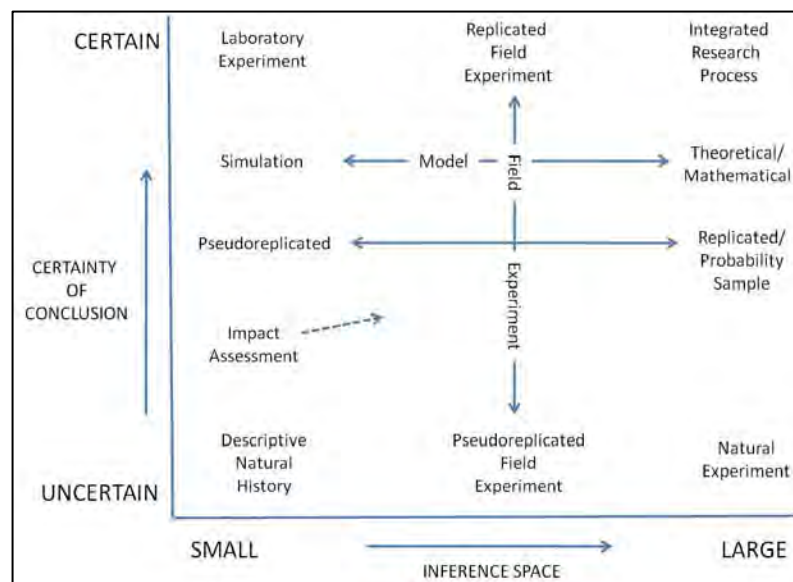 CERTAIN
Laboratory
Experiment
Replicated
Field
Experiment
Integrated
Research
Process
Simulation
Model
Field
Theoretical/
Mathematical
Pseudoreplicated
Replicated/
Probability
Sample
CERTAINTY
OF
CONCLUSION
Experiment
Impact
Assessment
Descriptive
Natural
History
Pseudoreplicated
Field
Experiment
Natural
Experiment
UNCERTAIN
SMALL
LARGE
INFERENCE SPACE